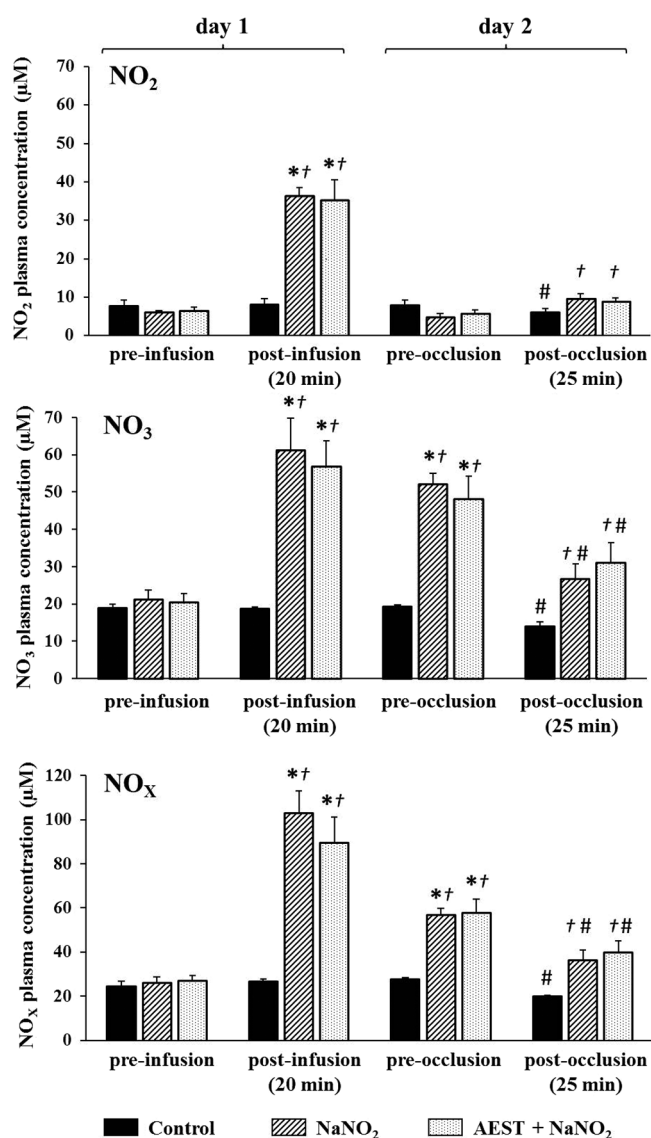 day 1 day 2
NO₂
NO₂ plasma concentration (µM)
70
60
50
40
30
20
10
0
*† *†
# † †
pre-infusion post-infusion pre-occlusion post-occlusion
(20 min) (25 min)
NO₃
NO₃ plasma concentration (µM)
70
60
50
40
30
20
10
0
*† *† *† *†
# †# †#
pre-infusion post-infusion pre-occlusion post-occlusion
(20 min) (25 min)
NOX
NOX plasma concentration (µM)
120
100
80
60
40
20
0
*† *† *† *†
# †# †#
pre-infusion post-infusion pre-occlusion post-occlusion
(20 min) (25 min)
Control NaNO₂ AEST + NaNO₂